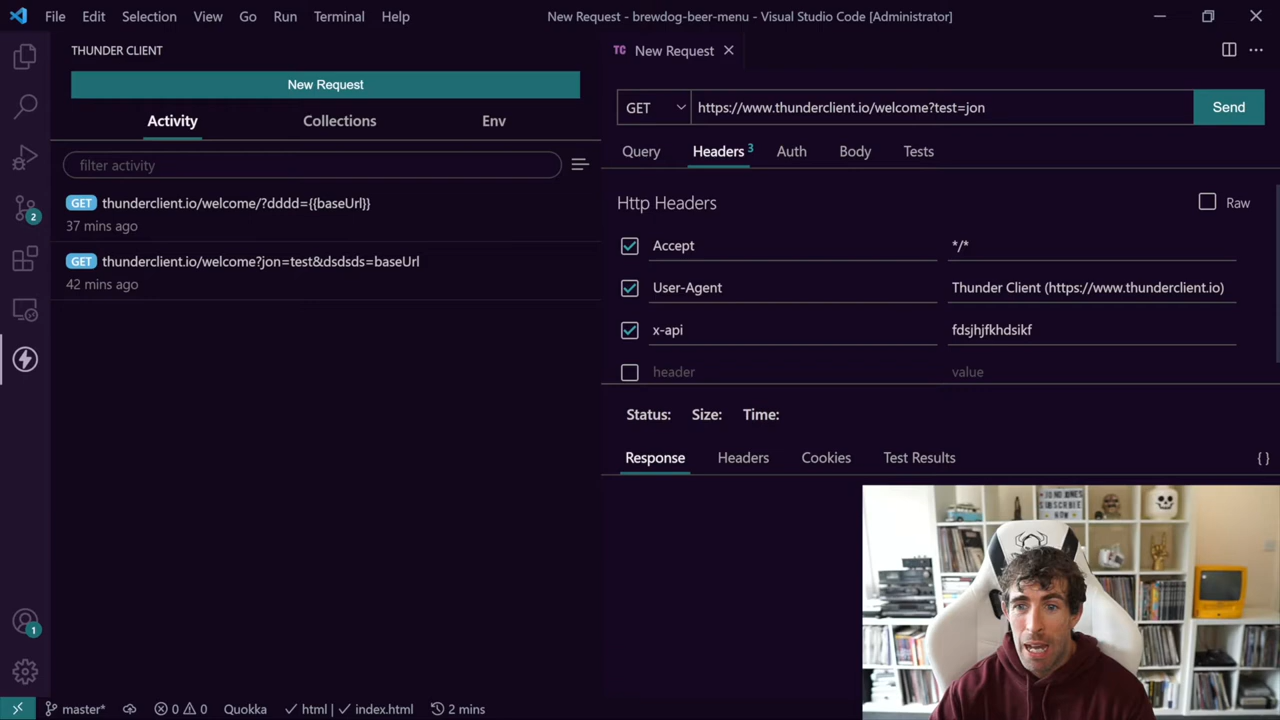 File Edit Selection View Go Run Terminal Help
New Request - brewdog-beer-menu - Visual Studio Code [Administrator]
THUNDER CLIENT
New Request
Activity Collections Env
filter activity
GET thunderclient.io/welcome/?dddd={{baseUrl}}
37 mins ago
GET thunderclient.io/welcome?jon=test&dsdsds=baseUrl
42 mins ago
2
1
TC New Request
GET https://www.thunderclient.io/welcome?test=jon Send
Query Headers 3 Auth Body Tests
Http Headers Raw
Accept */*
User-Agent Thunder Client (https://www.thunderclient.io)
x-api fdsjhjfkhdsikf
header value
Status: Size: Time:
Response Headers Cookies Test Results { }
SUBSCRIBE
NOW
master* 0 0 Quokka html | index.html 2 mins